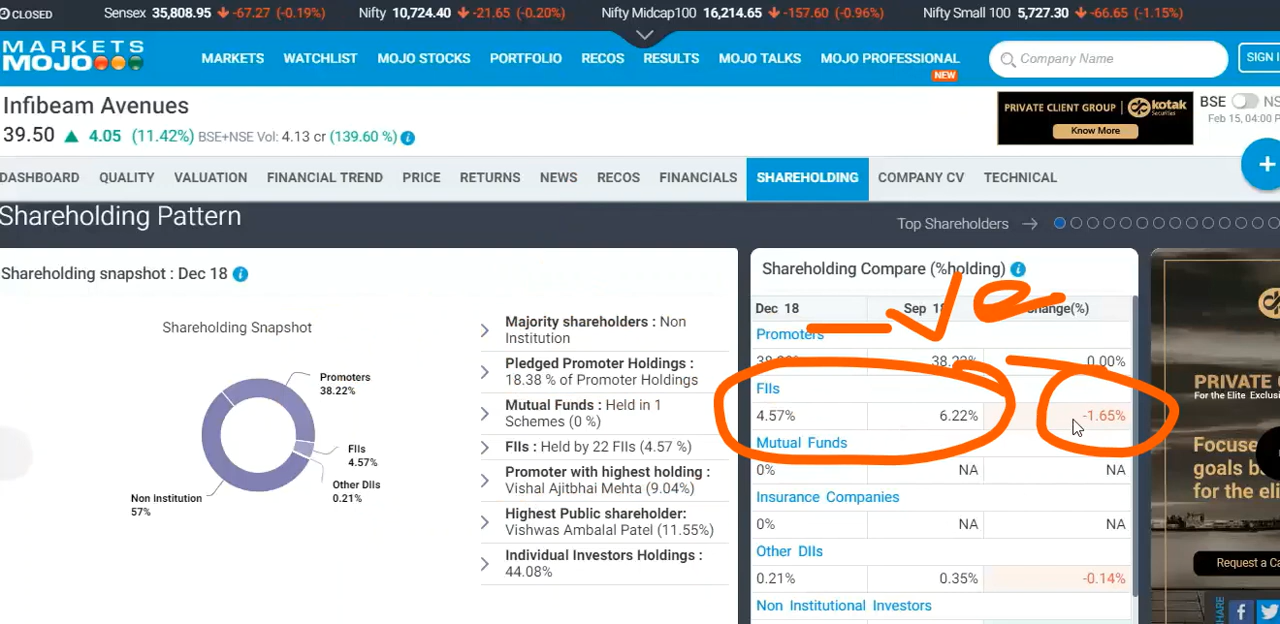 CLOSED Sensex 35,808.95 -67.27 (-0.19%) Nifty 10,724.40 -21.65 (-0.20%) Nifty Midcap100 16,214.65 -157.60 (-0.96%) Nifty Small 100 5,727.30 -66.65 (-1.15%)
MARKETS
MOJO
MARKETS WATCHLIST MOJO STOCKS PORTFOLIO RECOS RESULTS MOJO TALKS MOJO PROFESSIONAL
NEW
Company Name
SIGN I
Infibeam Avenues
39.50 4.05 (11.42%) BSE+NSE Vol: 4.13 cr (139.60 %)
PRIVATE CLIENT GROUP | kotak
Securities
Know More
BSE NS
Feb 15, 04:00 P
+
DASHBOARD QUALITY VALUATION FINANCIAL TREND PRICE RETURNS NEWS RECOS FINANCIALS SHAREHOLDING COMPANY CV TECHNICAL
Shareholding Pattern
Top Shareholders
Shareholding snapshot : Dec 18
Shareholding Snapshot
Promoters
38.22%
FIIs
4.57%
Other DIIs
0.21%
Non Institution
57%
Majority shareholders : Non
Institution
Pledged Promoter Holdings :
18.38 % of Promoter Holdings
Mutual Funds : Held in 1
Schemes (0 %)
FIIs : Held by 22 FIIs (4.57 %)
Promoter with highest holding :
Vishal Ajitbhai Mehta (9.04%)
Highest Public shareholder:
Vishwas Ambalal Patel (11.55%)
Individual Investors Holdings :
44.08%
Shareholding Compare (%holding)
-ve
Dec 18 Sep 18 Change(%)
Promoters
38.22% 38.22% 0.00%
FIIs
4.57% 6.22% -1.65%
Mutual Funds
0% NA NA
Insurance Companies
0% NA NA
Other DIIs
0.21% 0.35% -0.14%
Non Institutional Investors
PRIVATE C
For the Elite Exclusiv
Focuse
goals b
for the eli
Request a Ca
SHARE